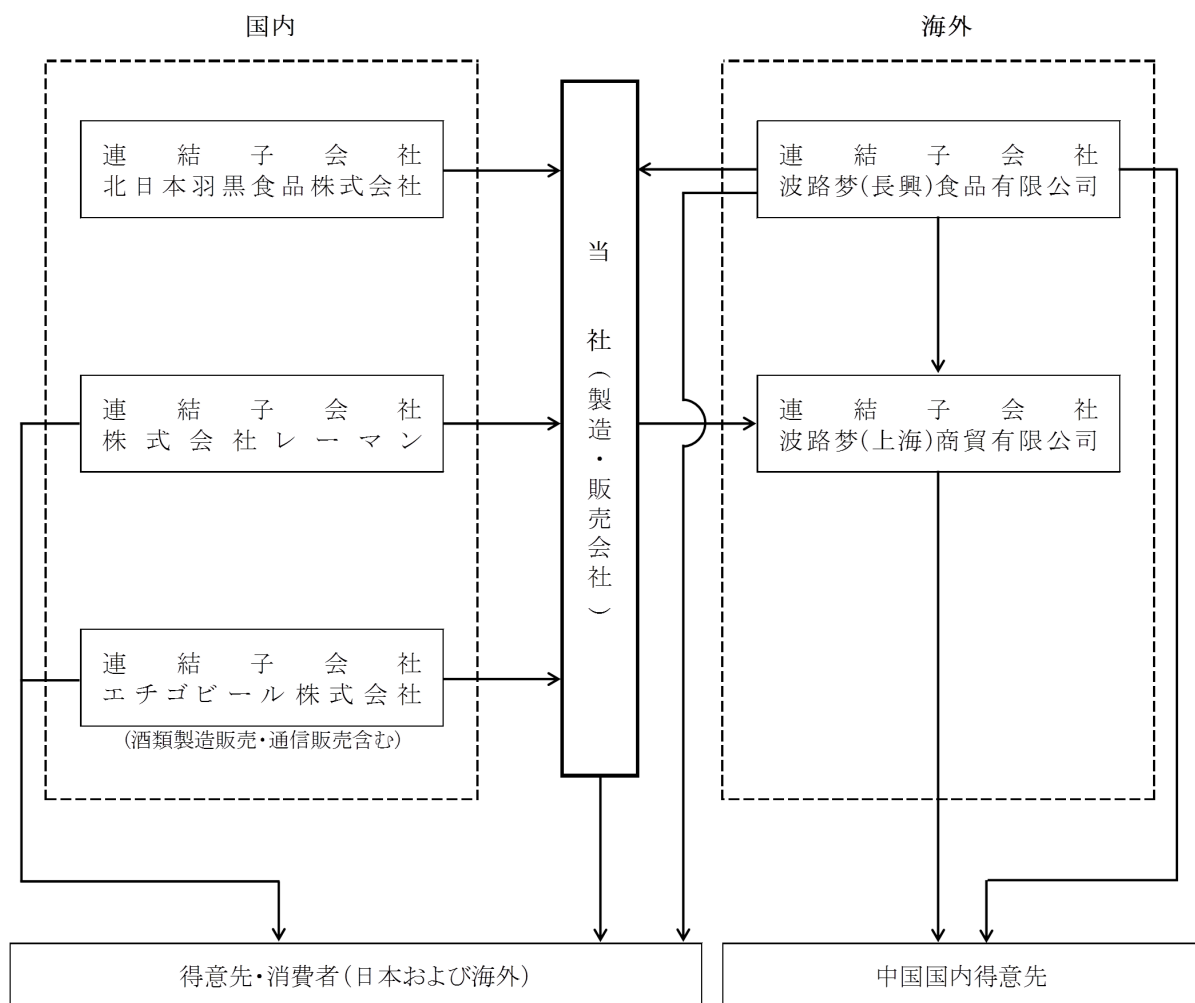 国内
海外
連結子会社
北日本羽黒食品株式会社
連結子会社
株式会社レーマン
連結子会社
エチゴビール株式会社
(酒類製造販売・通信販売含む)
当社(製造・販売会社)
連結子会社
波路梦(長興)食品有限公司
連結子会社
波路梦(上海)商貿有限公司
得意先・消費者(日本および海外)
中国国内得意先